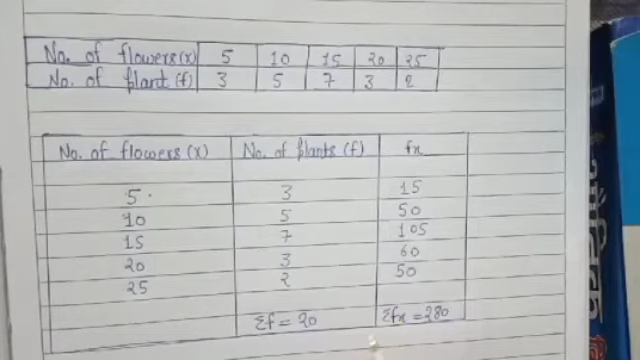 No. of flowers (x) 5 10 15 20 25
No. of plant (f) 3 5 7 3 2
No. of flowers (x) No. of plants (f) fx
5 3 15
10 5 50
15 7 105
20 3 60
25 2 50
Σf = 20 Σfx = 280